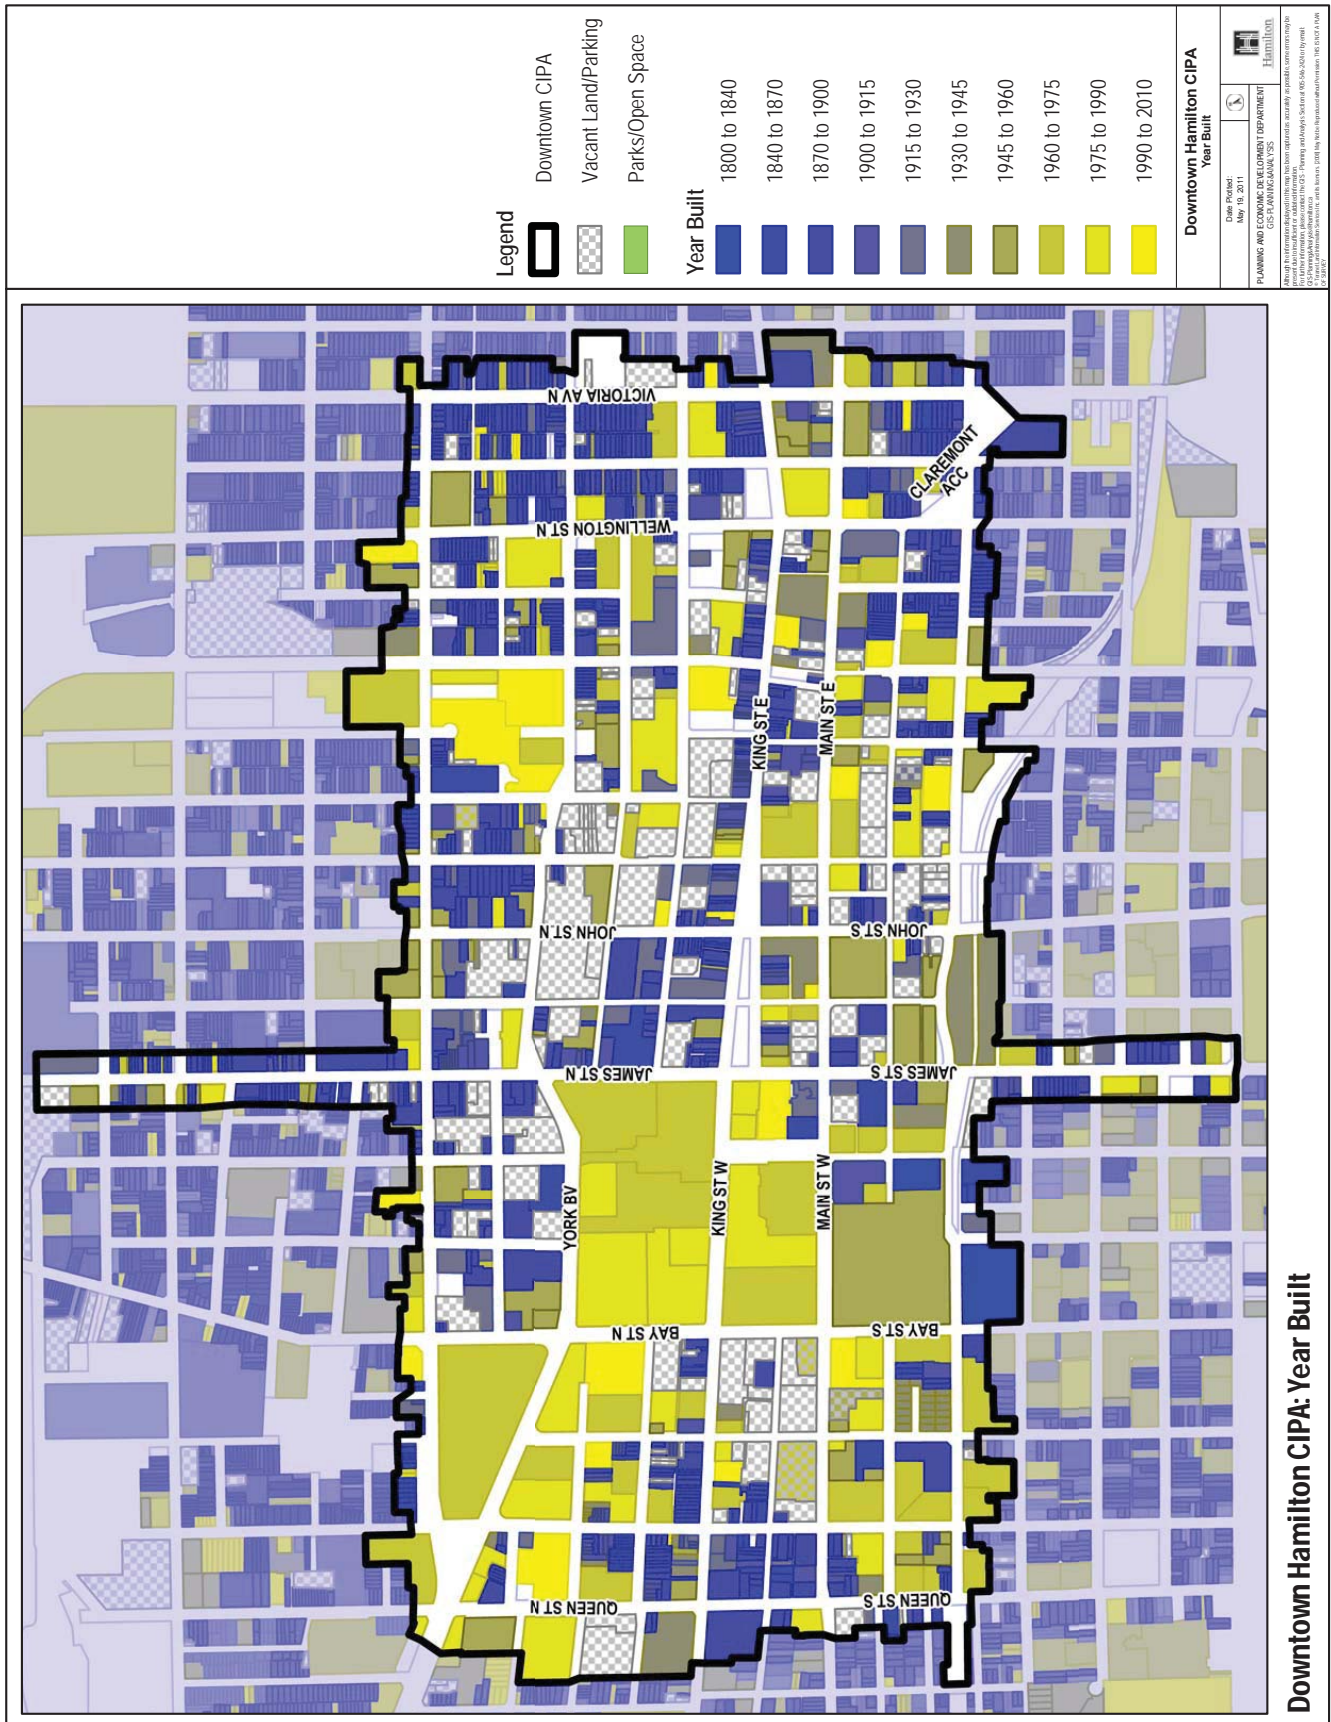 Legend
Downtown CIPA
Vacant Land/Parking
Parks/Open Space
Year Built
1800 to 1840
1840 to 1870
1870 to 1900
1900 to 1915
1915 to 1930
1930 to 1945
1945 to 1960
1960 to 1975
1975 to 1990
1990 to 2010
Downtown Hamilton CIPA
Year Built
Date Plotted:
May 19, 2011
Hamilton
PLANNING AND ECONOMIC DEVELOPMENT DEPARTMENT
GIS-PLANNING&ANALYSIS
VICTORIA AV N
CLAREMONT
ACC
WELLINGTON ST N
KING ST E
MAIN ST E
JOHN ST N
JOHN ST S
JAMES ST N
JAMES ST S
YORK BV
KING ST W
MAIN ST W
BAY ST N
BAY ST S
QUEEN ST N
QUEEN ST S
Downtown Hamilton CIPA: Year Built